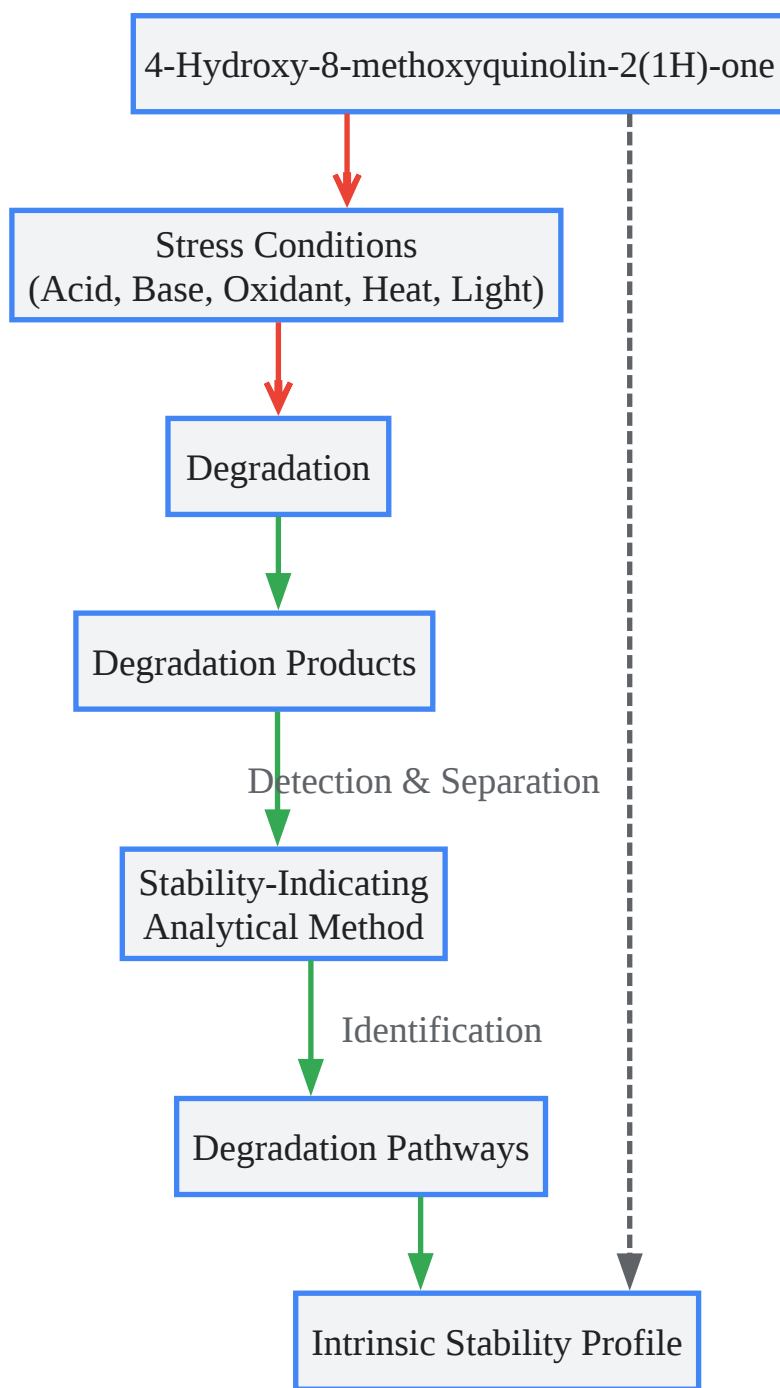 4-Hydroxy-8-methoxyquinolin-2(1H)-one
Stress Conditions
(Acid, Base, Oxidant, Heat, Light)
Degradation
Degradation Products
Detection & Separation
Stability-Indicating
Analytical Method
Identification
Degradation Pathways
Intrinsic Stability Profile